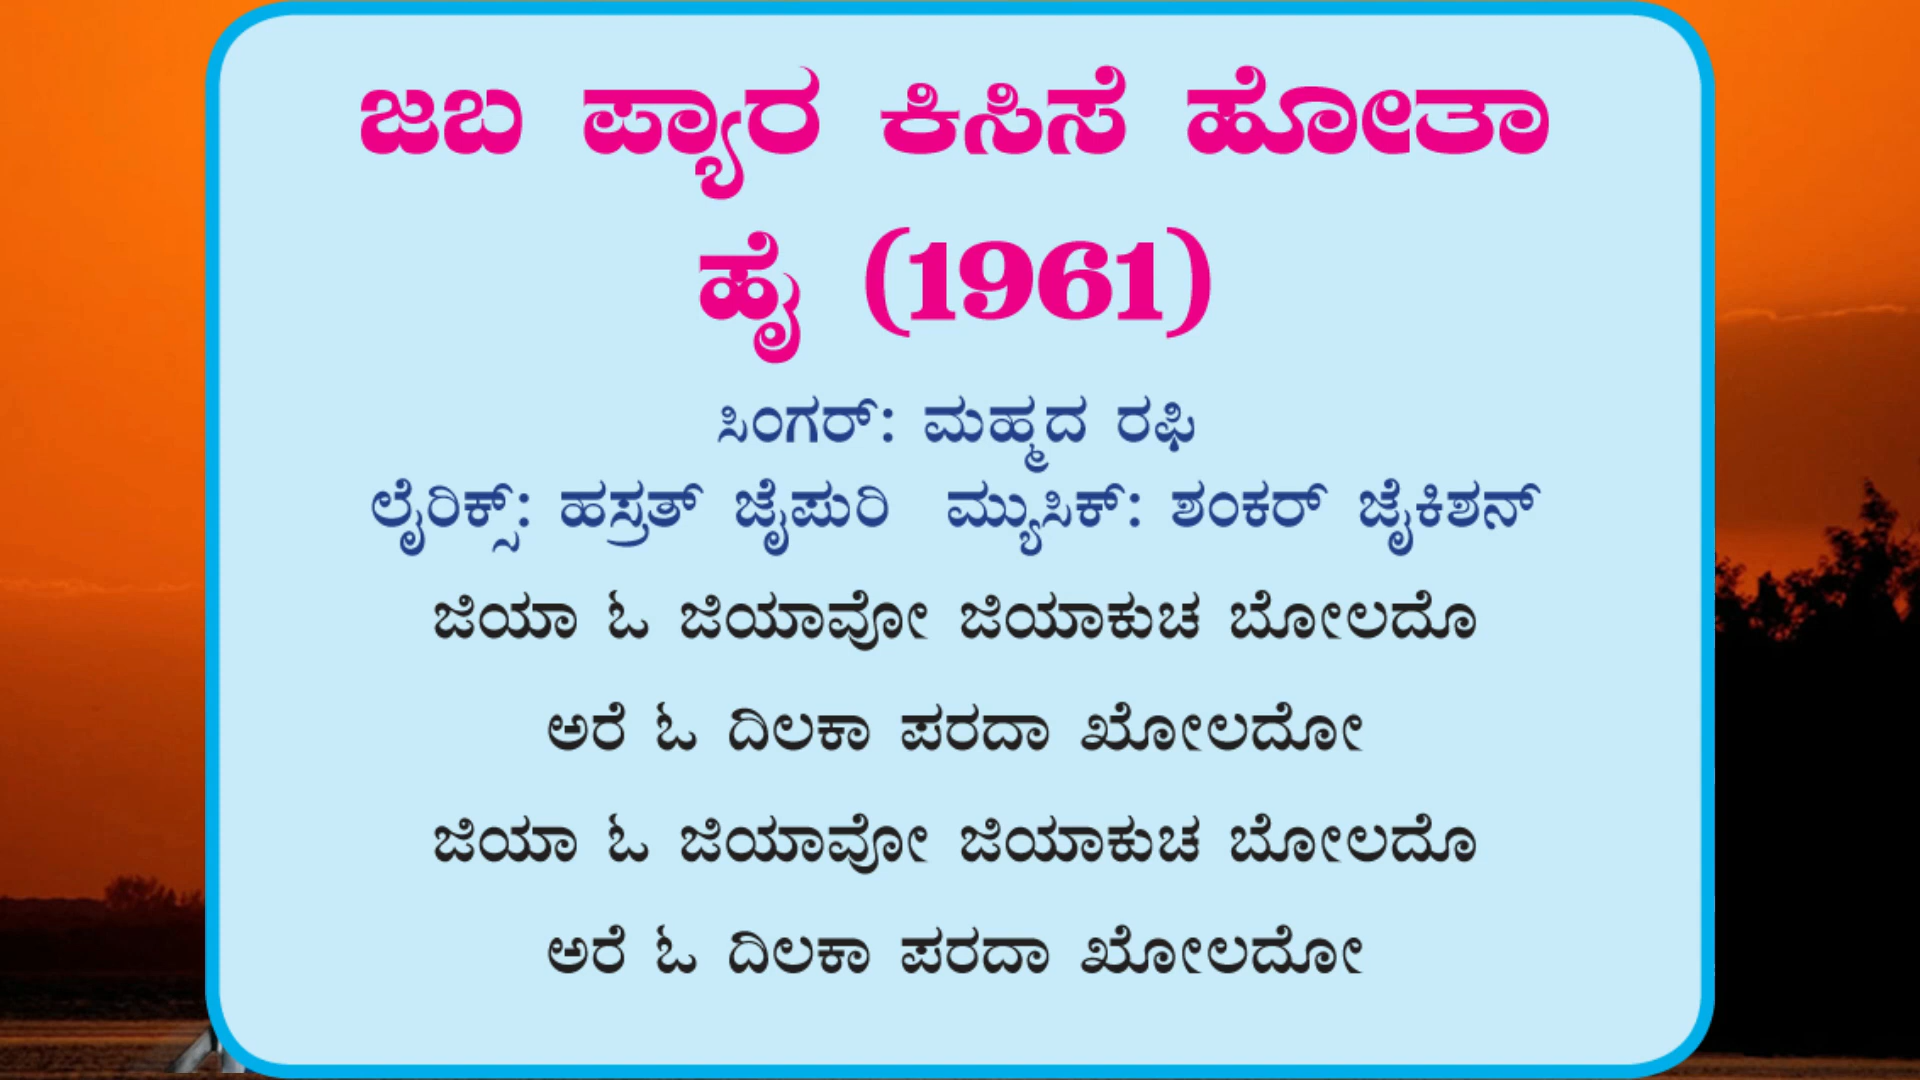 ಜಬ ಪ್ಯಾರ ಕಿಸಿಸೆ ಹೋತಾ
ಹೈ (1961)
ಸಿಂಗರ್: ಮಹ್ಮದ ರಫಿ
ಲೈರಿಕ್ಸ್: ಹಸ್ರತ್ ಜೈಪುರಿ ಮ್ಯುಸಿಕ್: ಶಂಕರ್ ಜೈಕಿಶನ್
ಜಿಯಾ ಓ ಜಿಯಾವೋ ಜಿಯಾಕುಚ ಬೋಲದೊ
ಅರೆ ಓ ದಿಲಕಾ ಪರದಾ ಖೋಲದೋ
ಜಿಯಾ ಓ ಜಿಯಾವೋ ಜಿಯಾಕುಚ ಬೋಲದೊ
ಅರೆ ಓ ದಿಲಕಾ ಪರದಾ ಖೋಲದೋ